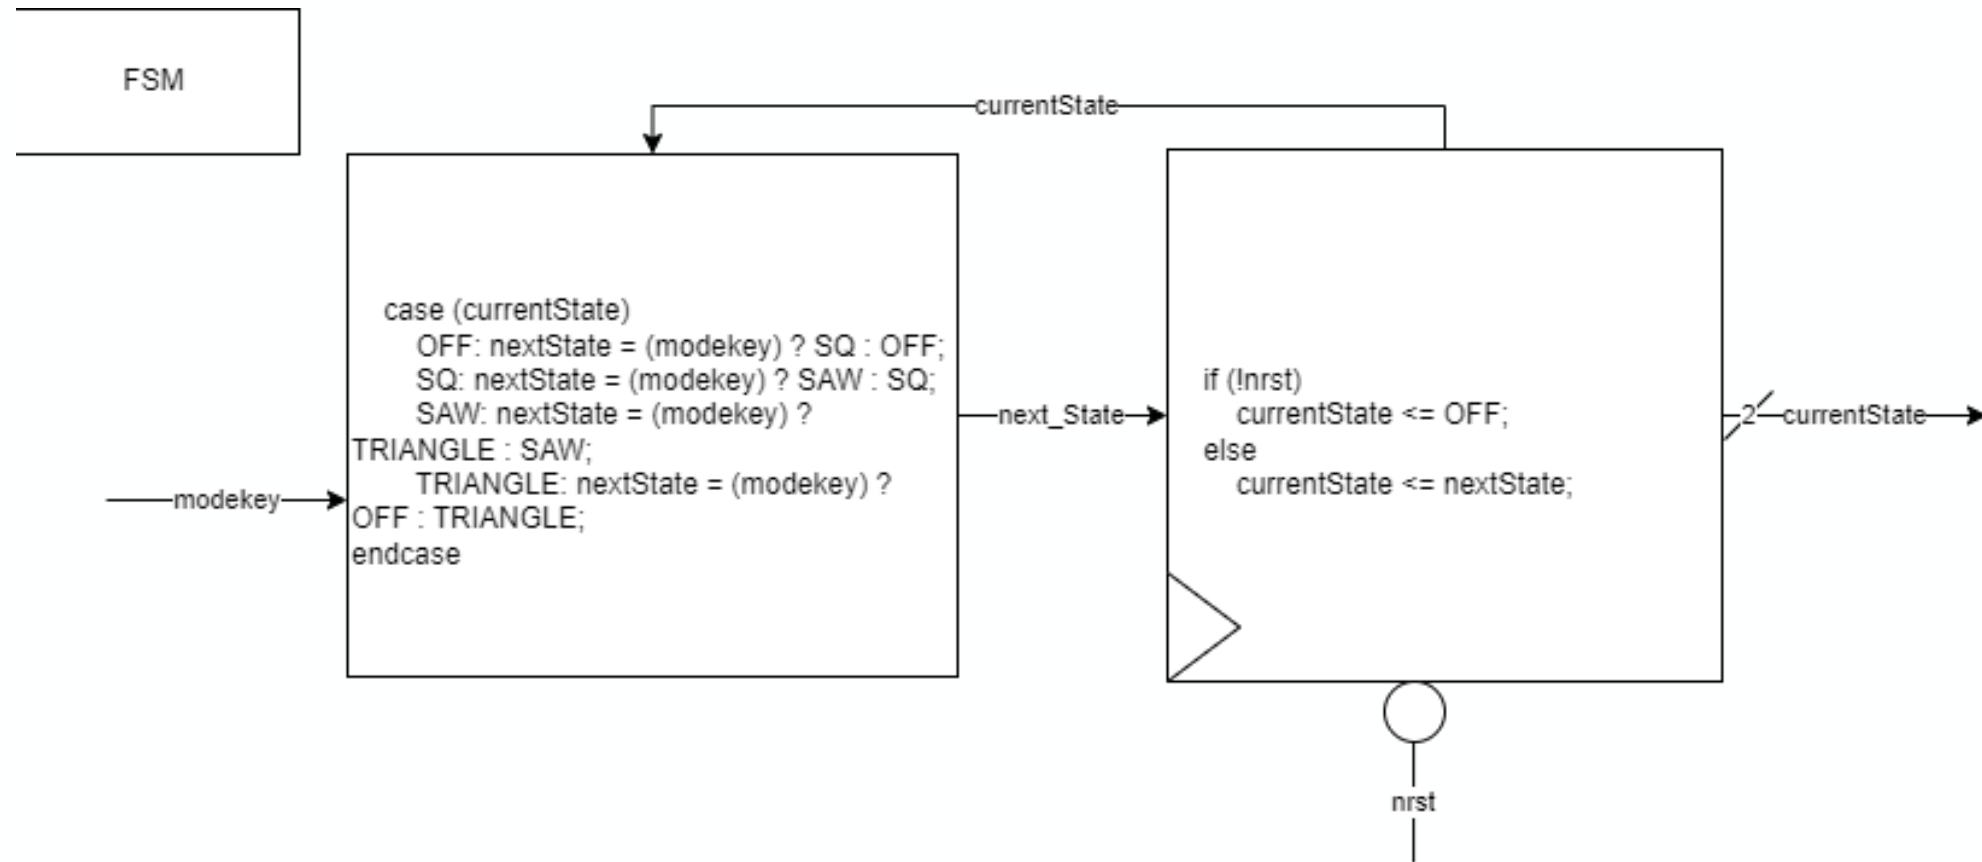 FSM
currentState
case (currentState)
OFF: nextState = (modekey) ? SQ : OFF;
SQ: nextState = (modekey) ? SAW : SQ;
SAW: nextState = (modekey) ?
TRIANGLE : SAW;
TRIANGLE: nextState = (modekey) ?
OFF : TRIANGLE;
endcase
modekey
next_State
if (!nrst)
currentState <= OFF;
else
currentState <= nextState;
2
currentState
nrst